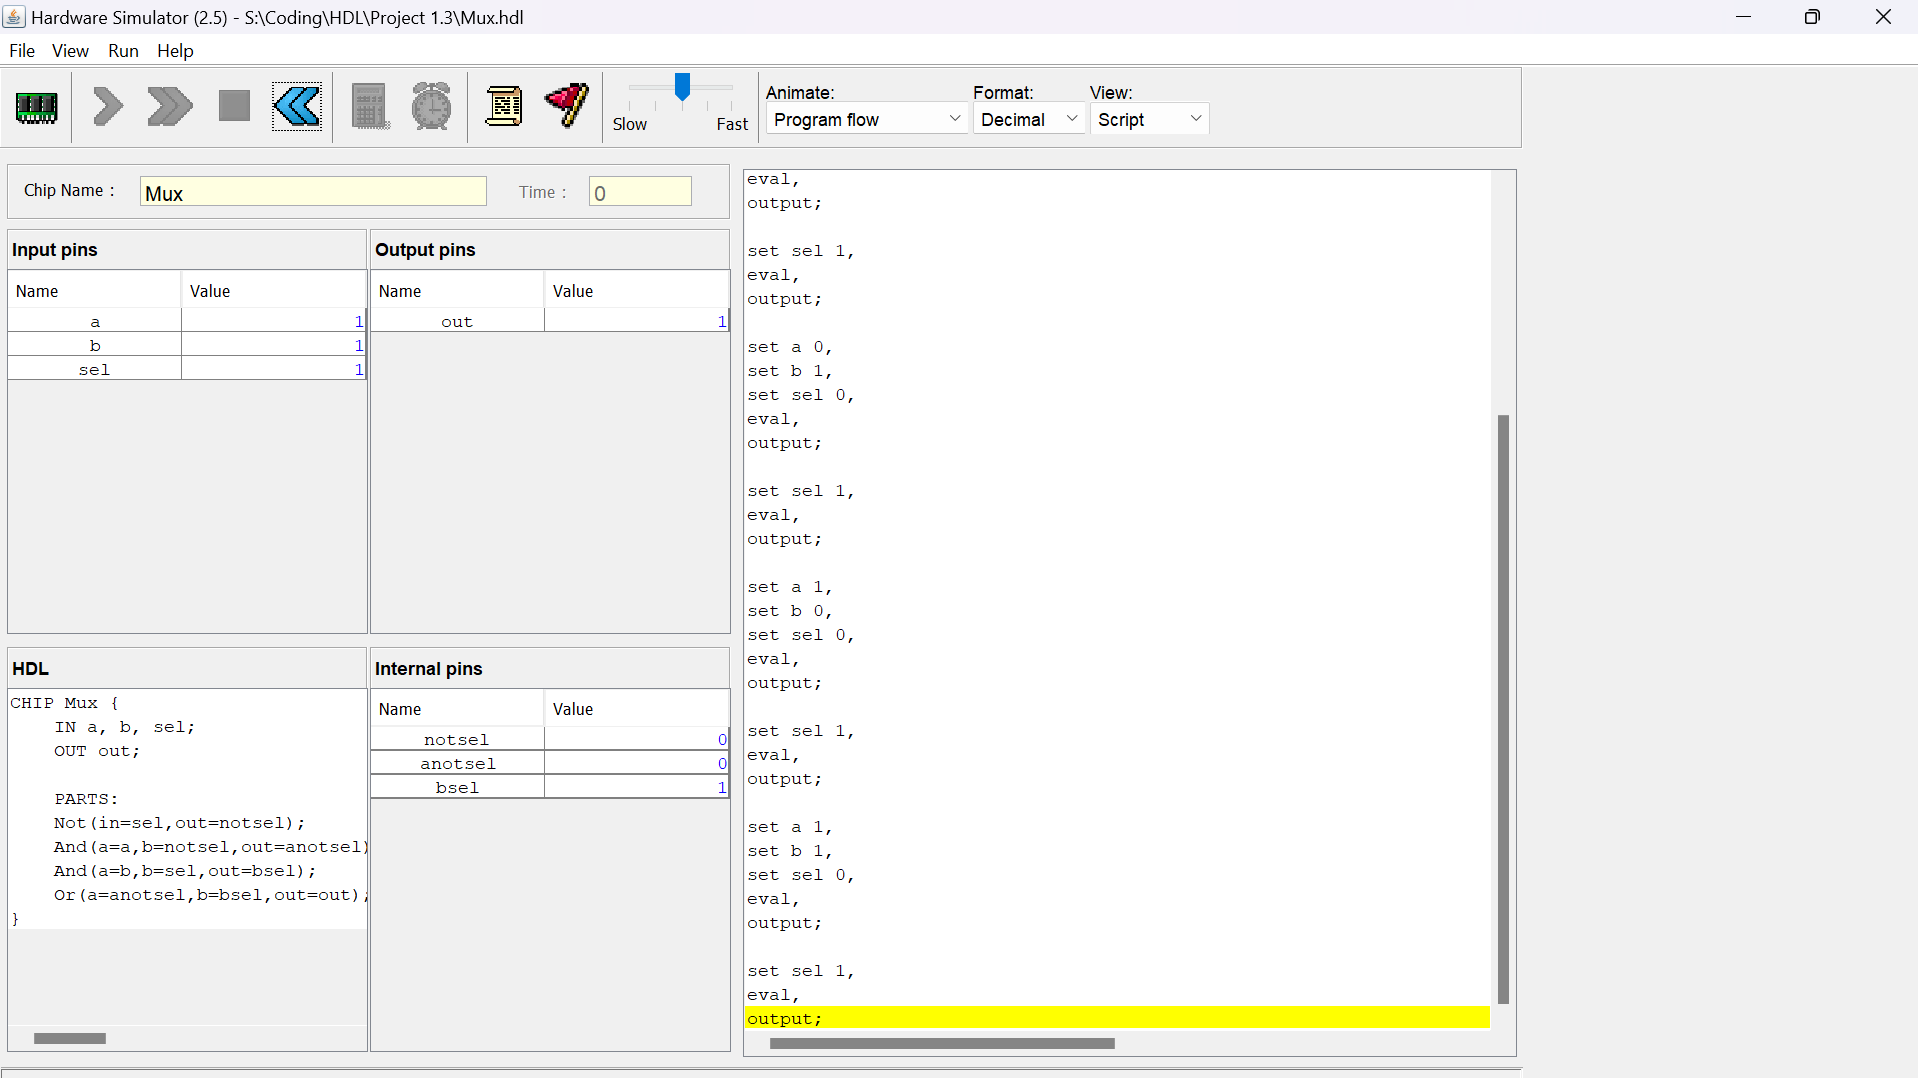 Hardware Simulator (2.5) - S:\Coding\HDL\Project 1.3\Mux.hdl
File View Run Help
Slow Fast
Animate: Format: View:
Program flow Decimal Script
Chip Name : Mux Time : 0
Input pins
Name Value
a 1
b 1
sel 1
Output pins
Name Value
out 1
HDL
CHIP Mux {
    IN a, b, sel;
    OUT out;

    PARTS:
    Not(in=sel,out=notsel);
    And(a=a,b=notsel,out=anotsel)
    And(a=b,b=sel,out=bsel);
    Or(a=anotsel,b=bsel,out=out);
}
Internal pins
Name Value
notsel 0
anotsel 0
bsel 1
eval,
output;

set sel 1,
eval,
output;

set a 0,
set b 1,
set sel 0,
eval,
output;

set sel 1,
eval,
output;

set a 1,
set b 0,
set sel 0,
eval,
output;

set sel 1,
eval,
output;

set a 1,
set b 1,
set sel 0,
eval,
output;

set sel 1,
eval,
output;